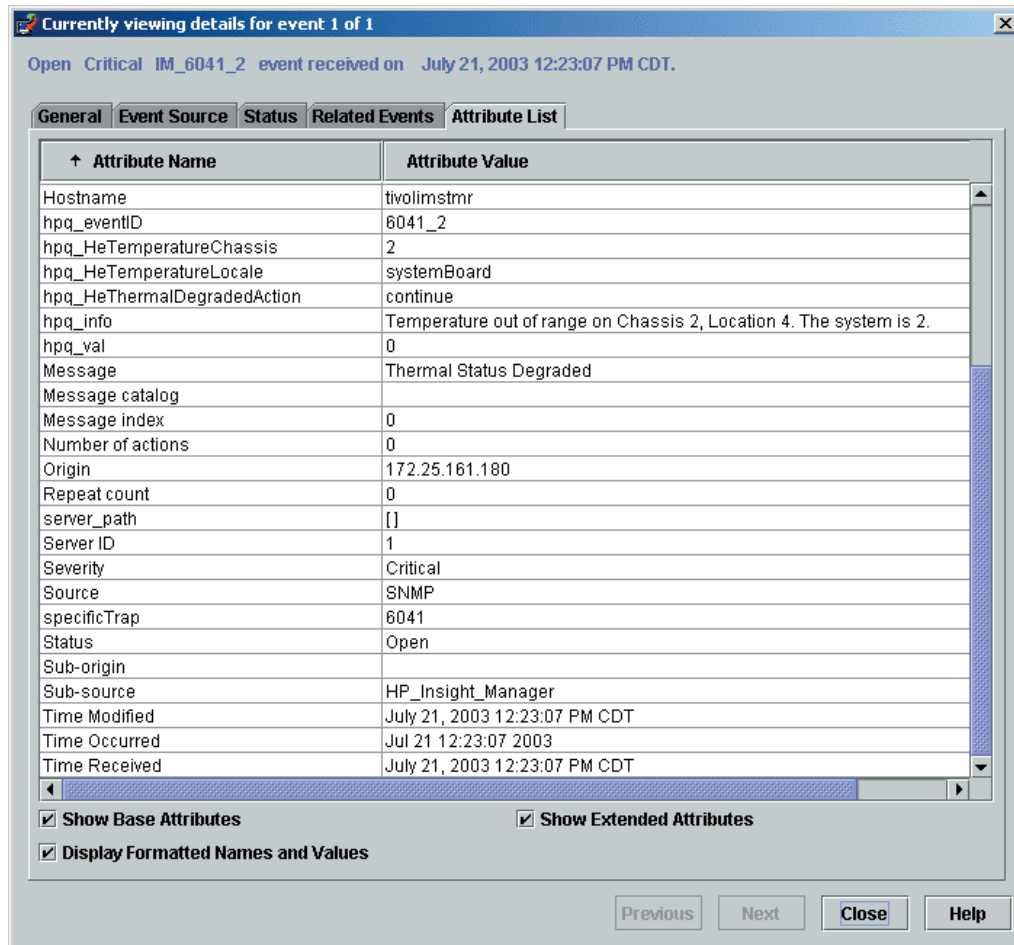 Currently viewing details for event 1 of 1
Open Critical IM_6041_2 event received on July 21, 2003 12:23:07 PM CDT.
General Event Source Status Related Events Attribute List
Attribute Name Attribute Value
Hostname tivolimstmr
hpq_eventID 6041_2
hpq_HeTemperatureChassis 2
hpq_HeTemperatureLocale systemBoard
hpq_HeThermalDegradedAction continue
hpq_info Temperature out of range on Chassis 2, Location 4. The system is 2.
hpq_val 0
Message Thermal Status Degraded
Message catalog
Message index 0
Number of actions 0
Origin 172.25.161.180
Repeat count 0
server_path []
Server ID 1
Severity Critical
Source SNMP
specificTrap 6041
Status Open
Sub-origin
Sub-source HP_Insight_Manager
Time Modified July 21, 2003 12:23:07 PM CDT
Time Occurred Jul 21 12:23:07 2003
Time Received July 21, 2003 12:23:07 PM CDT
Show Base Attributes Show Extended Attributes
Display Formatted Names and Values
Previous Next Close Help